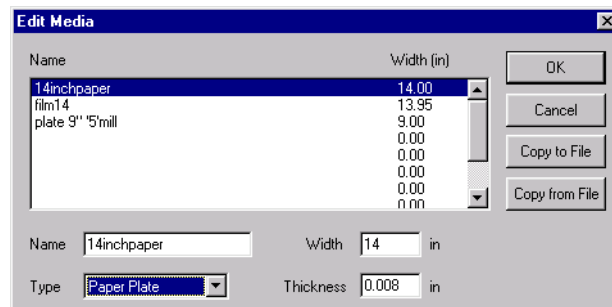 Edit Media
Name Width (in)
14inchpaper 14.00
film14 13.95
plate 9'' '5'mill 9.00
0.00
0.00
0.00
0.00
0.00
OK
Cancel
Copy to File
Copy from File
Name 14inchpaper Width 14 in
Type Paper Plate Thickness 0.008 in